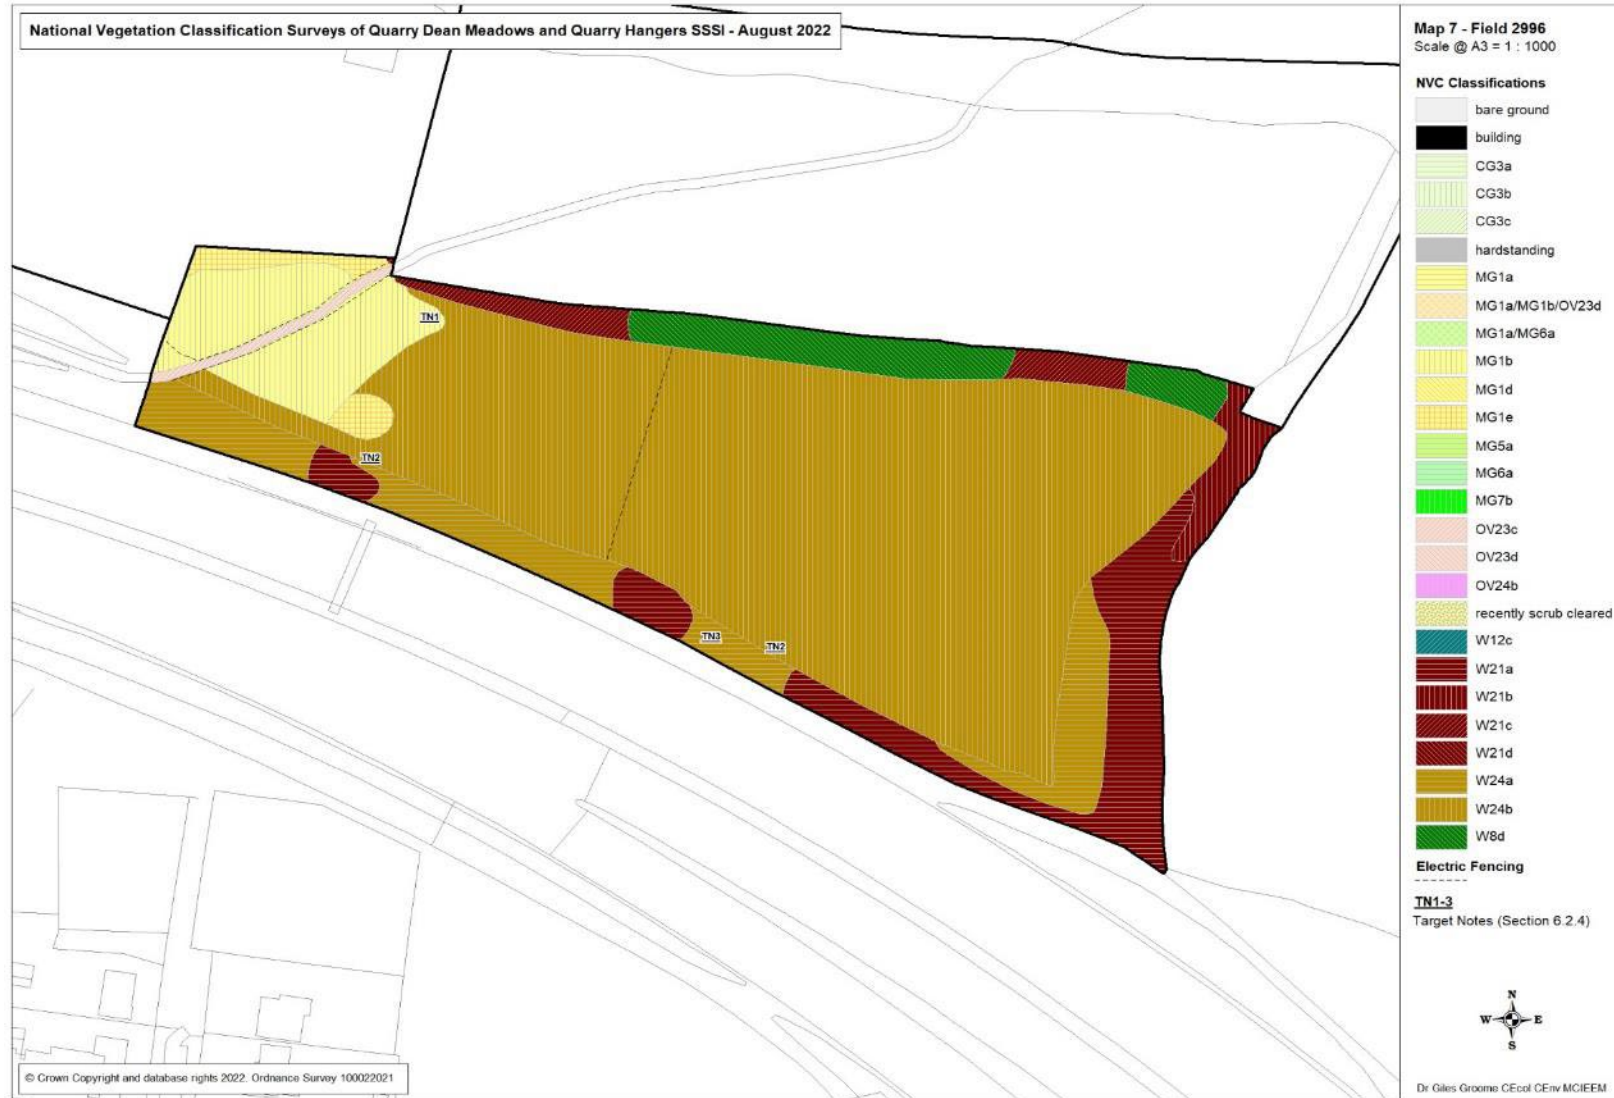 National Vegetation Classification Surveys of Quarry Dean Meadows and Quarry Hangers SSSI - August 2022
TN1
TN2
TN3
TN2
© Crown Copyright and database rights 2022. Ordnance Survey 100022021
Map 7 - Field 2996
Scale @ A3 = 1 : 1000
NVC Classifications
bare ground
building
CG3a
CG3b
CG3c
hardstanding
MG1a
MG1a/MG1b/OV23d
MG1a/MG6a
MG1b
MG1d
MG1e
MG5a
MG6a
MG7b
OV23c
OV23d
OV24b
recently scrub cleared
W12c
W21a
W21b
W21c
W21d
W24a
W24b
W8d
Electric Fencing
TN1-3
Target Notes (Section 6.2.4)
N
W E
S
Dr Giles Groome CEcol CEnv MCIEEM